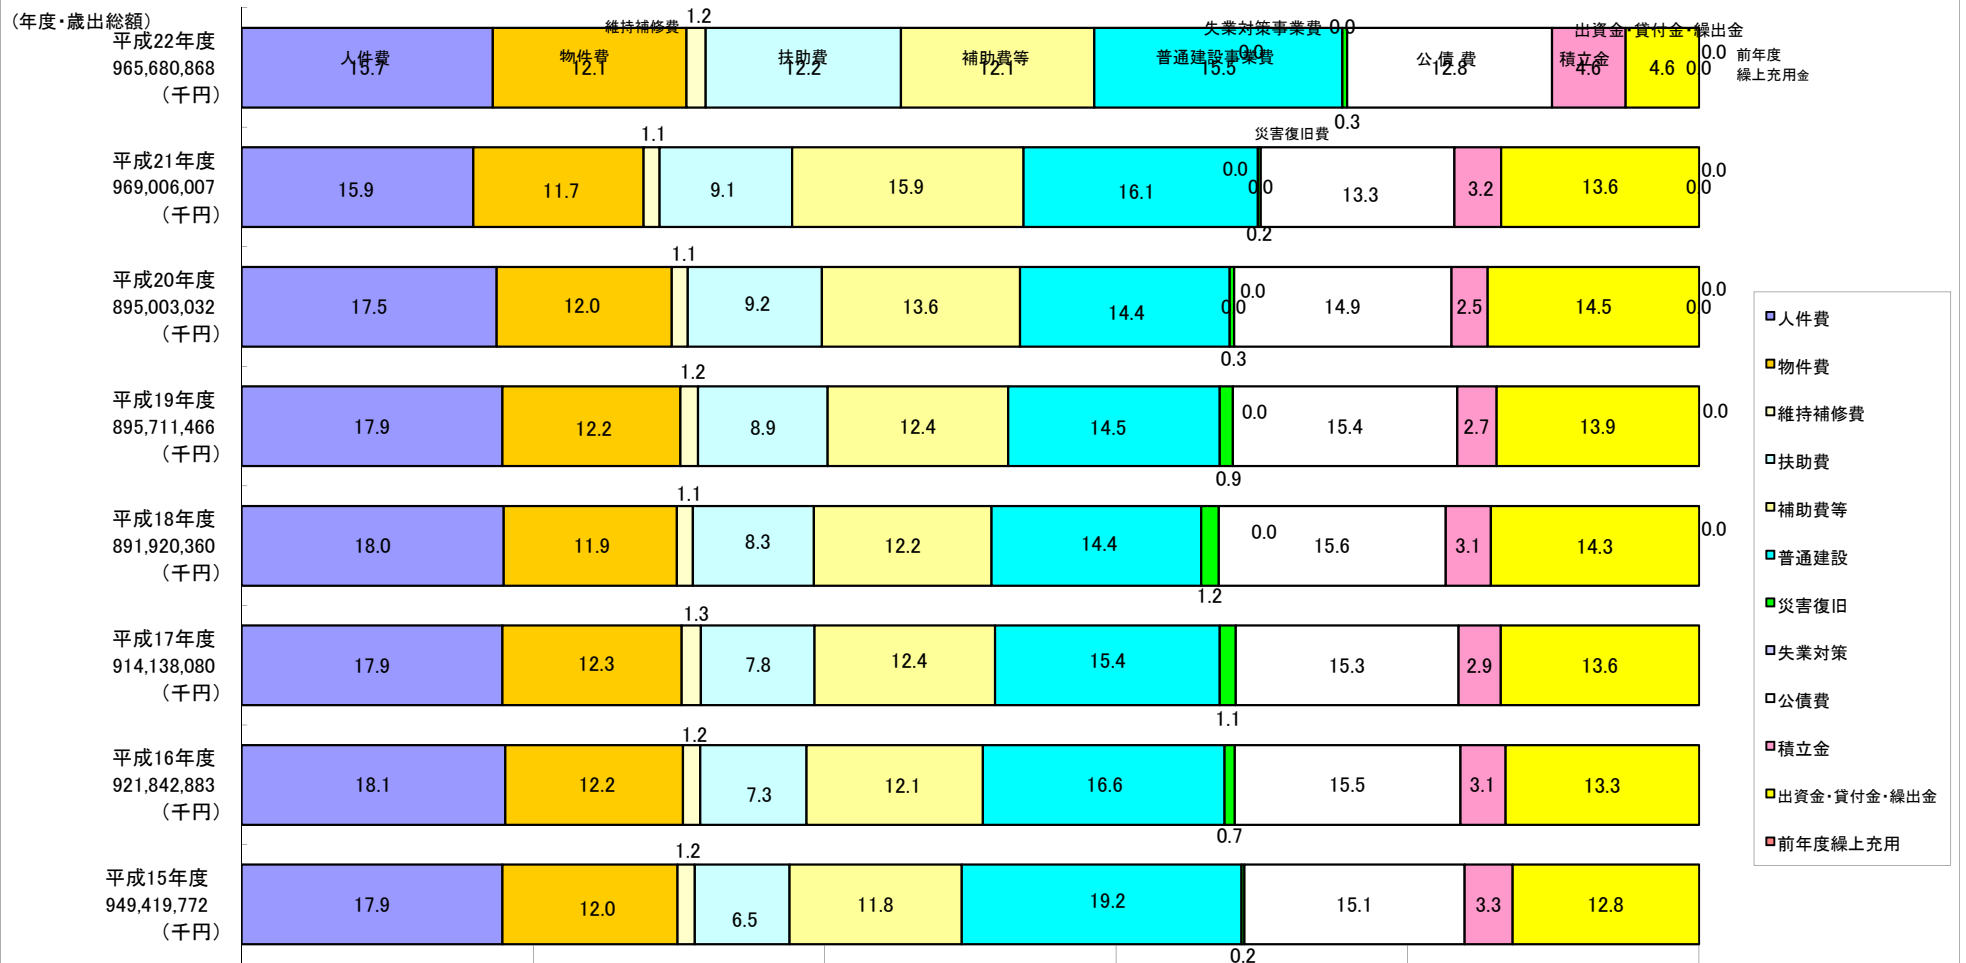 （年度・歳出総額）
維持補修費
1.2
失業対策事業費
0.0
出資金・貸付金・繰出金
平成22年度
965,680,868
（千円）
人件費
15.7
物件費
12.1
扶助費
12.2
補助費等
12.1
普通建設事業費
15.5
0.0
公 債 費
12.8
積立金
4.6
4.6
0.0
0.0
前年度
繰上充用金
0.3
災害復旧費
1.1
平成21年度
969,006,007
（千円）
15.9
11.7
9.1
15.9
16.1
0.0
0.0
13.3
3.2
13.6
0.0
0.0
0.2
1.1
平成20年度
895,003,032
（千円）
17.5
12.0
9.2
13.6
14.4
0.0
0.0
14.9
2.5
14.5
0.0
0.0
0.3
1.2
平成19年度
895,711,466
（千円）
17.9
12.2
8.9
12.4
14.5
0.0
15.4
2.7
13.9
0.0
0.9
1.1
平成18年度
891,920,360
（千円）
18.0
11.9
8.3
12.2
14.4
0.0
15.6
3.1
14.3
0.0
1.2
1.3
平成17年度
914,138,080
（千円）
17.9
12.3
7.8
12.4
15.4
15.3
2.9
13.6
1.1
1.2
平成16年度
921,842,883
（千円）
18.1
12.2
7.3
12.1
16.6
15.5
3.1
13.3
0.7
1.2
平成15年度
949,419,772
（千円）
17.9
12.0
6.5
11.8
19.2
15.1
3.3
12.8
0.2
人件費
物件費
維持補修費
扶助費
補助費等
普通建設
災害復旧
失業対策
公債費
積立金
出資金・貸付金・繰出金
前年度繰上充用